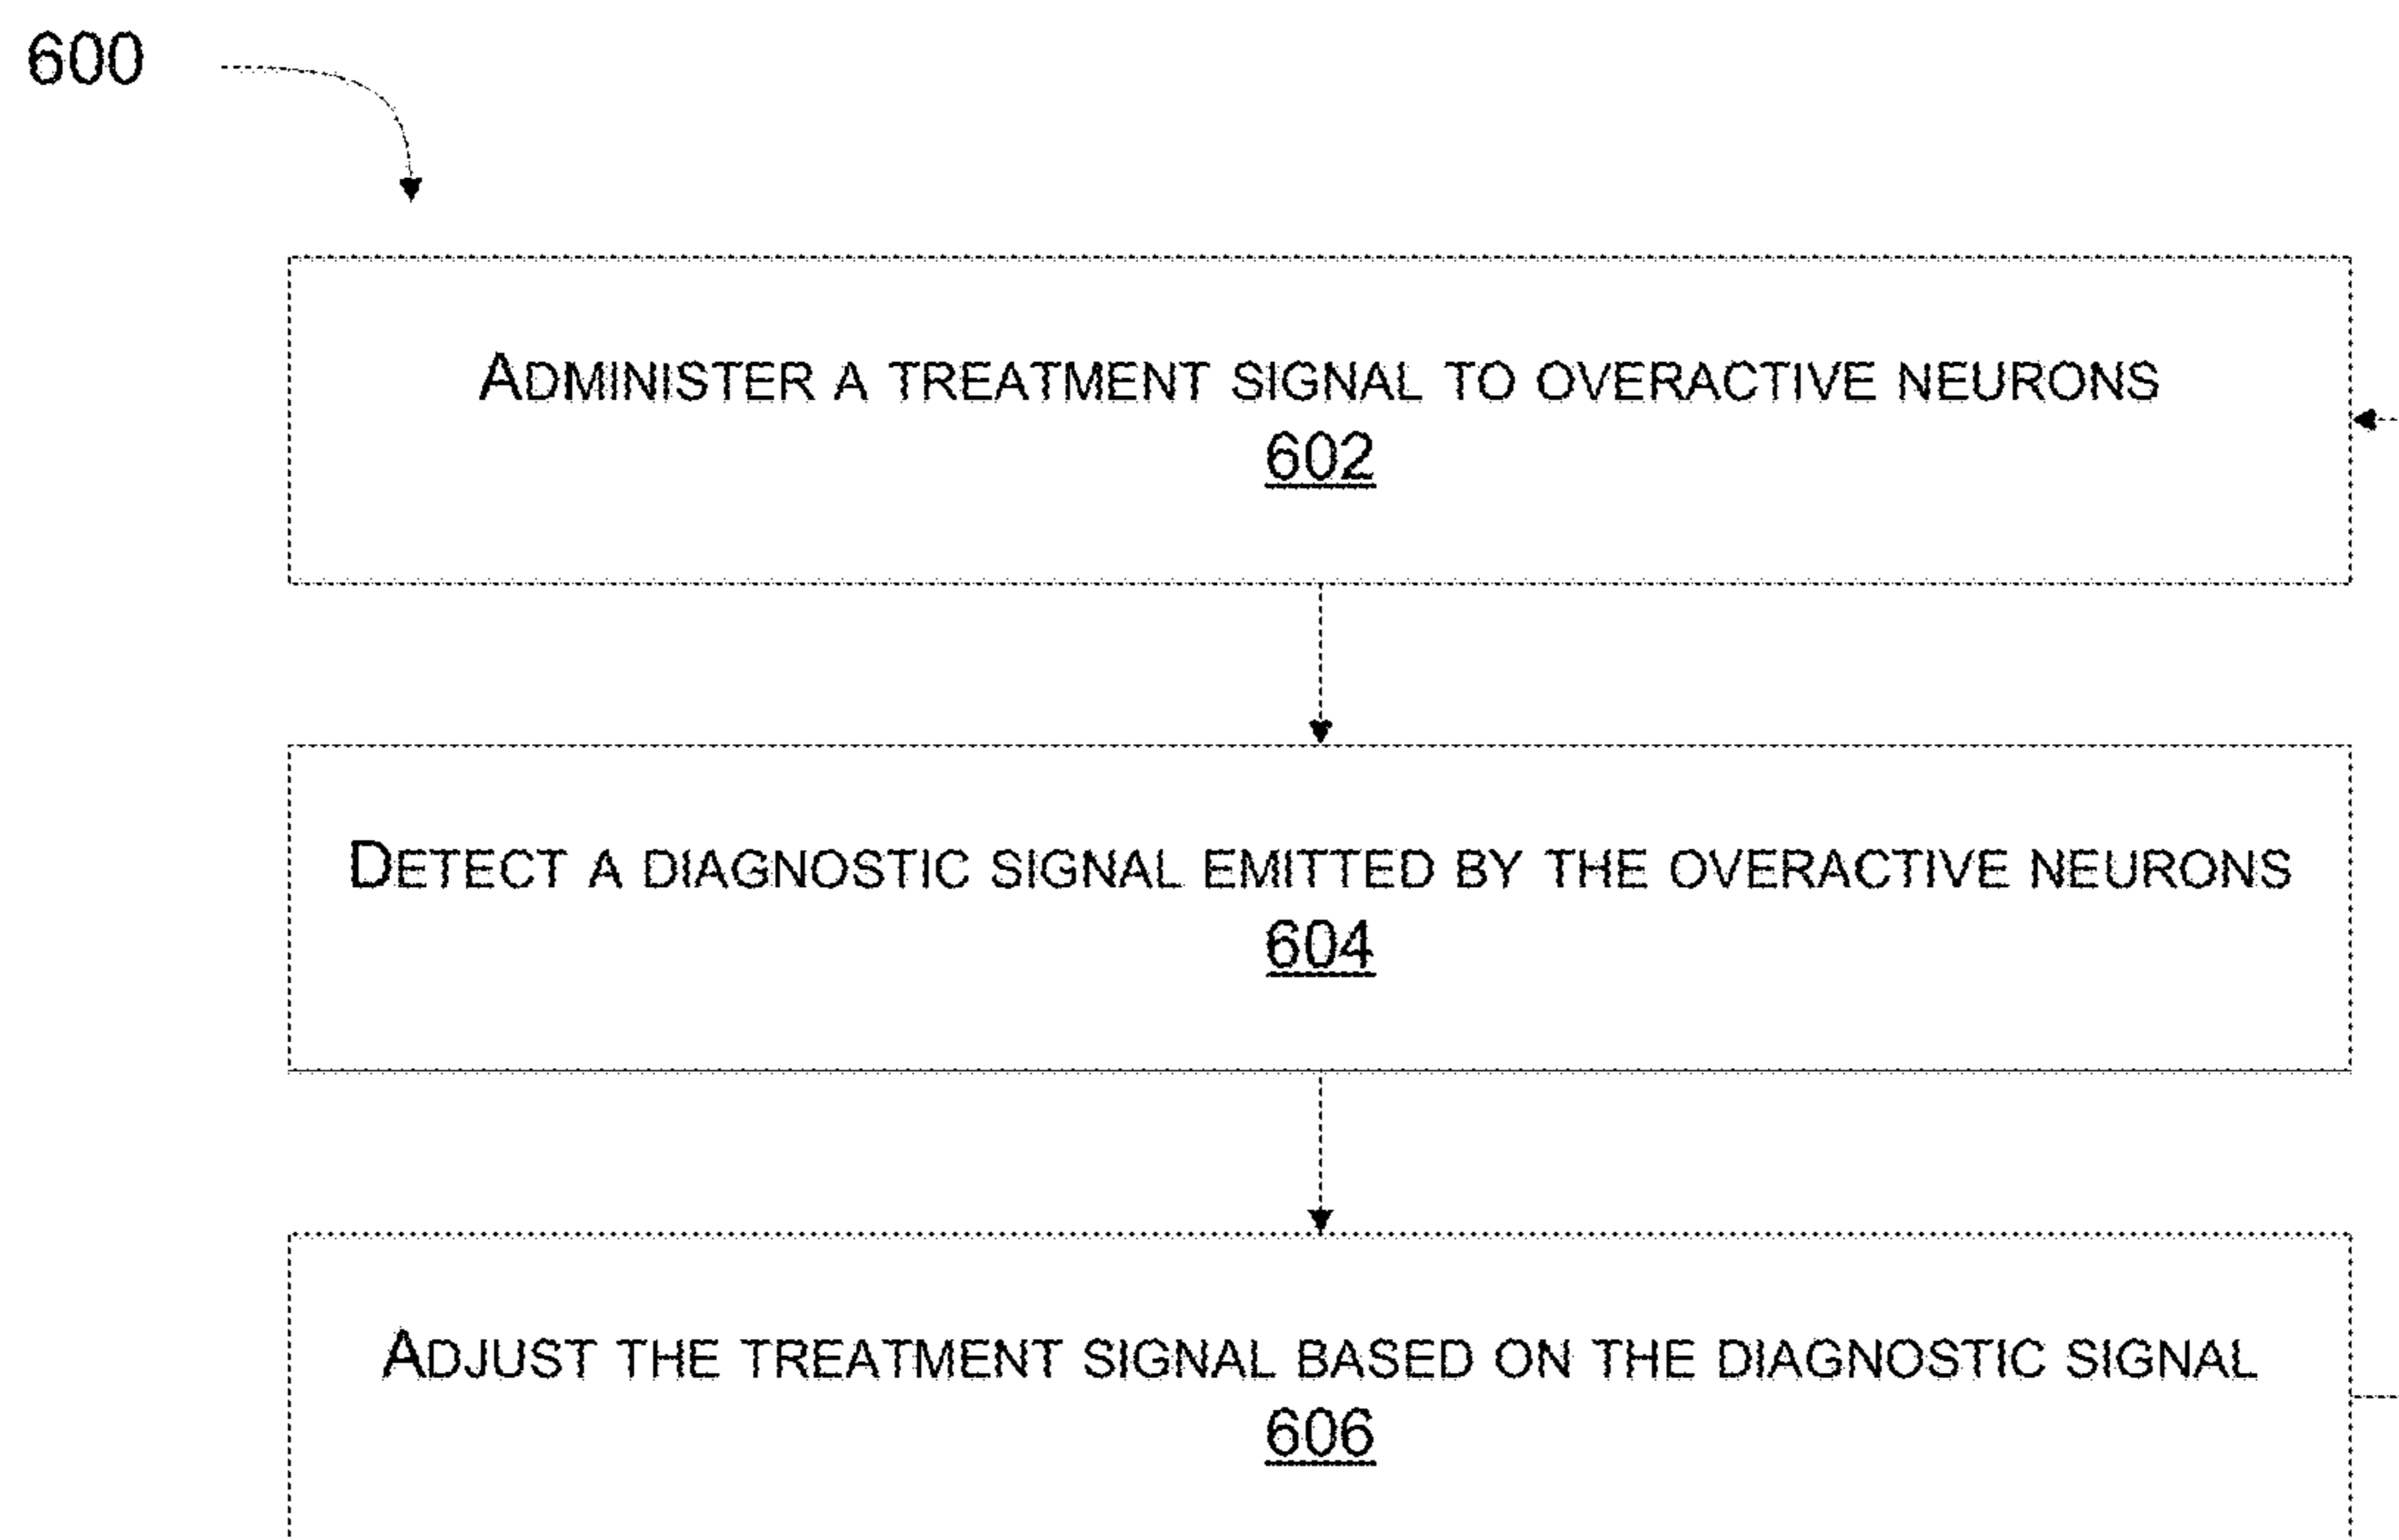 600
ADMINISTER A TREATMENT SIGNAL TO OVERACTIVE NEURONS
602
DETECT A DIAGNOSTIC SIGNAL EMITTED BY THE OVERACTIVE NEURONS
604
ADJUST THE TREATMENT SIGNAL BASED ON THE DIAGNOSTIC SIGNAL
606